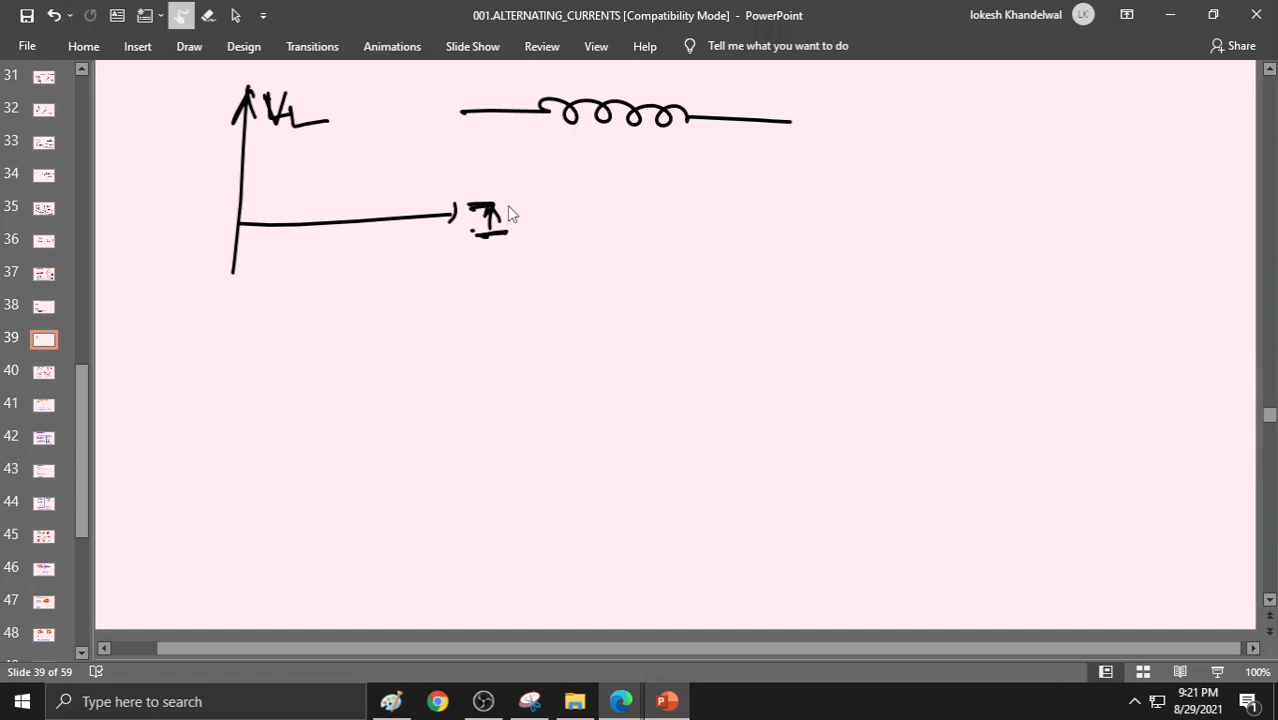 001.ALTERNATING_CURRENTS [Compatibility Mode] - PowerPoint
lokesh Khandelwal
LK
File Home Insert Draw Design Transitions Animations Slide Show Review View Help Tell me what you want to do Share
31
32
33
34
35
36
37
38
39
40
41
42
43
44
45
46
47
48
VL
I
Slide 39 of 59
100%
Type here to search
9:21 PM
8/29/2021
1